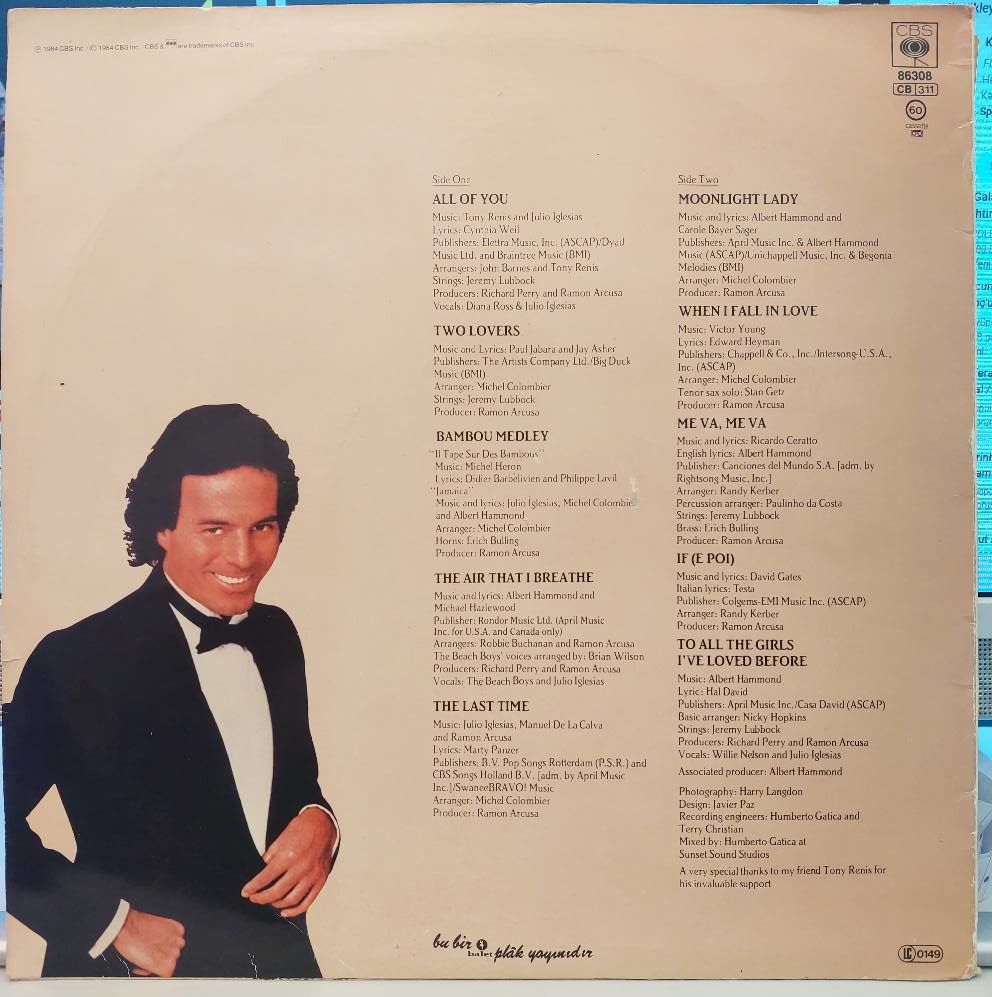 ℗ 1984 CBS Inc. / © 1984 CBS Inc. / CBS & are trademarks of CBS Inc.
CBS
86308
CB 311
60
cassette
Side One
ALL OF YOU
Music: Tony Renis and Julio Iglesias
Lyrics: Cynthia Weil
Publishers: Elettra Music, Inc. (ASCAP)/Dyad
Music Ltd. and Braintree Music (BMI)
Arrangers: John Barnes and Tony Renis
Strings: Jeremy Lubbock
Producers: Richard Perry and Ramon Arcusa
Vocals: Diana Ross & Julio Iglesias
TWO LOVERS
Music and Lyrics: Paul Jabara and Jay Asher
Publishers: The Artists Company Ltd./Big Duck
Music (BMI)
Arranger: Michel Colombier
Strings: Jeremy Lubbock
Producer: Ramon Arcusa
BAMBOU MEDLEY
"Il Tape Sur Des Bambous"
Music: Michel Heron
Lyrics: Didier Barbelivien and Philippe Lavil
"Jamaica"
Music and lyrics: Julio Iglesias, Michel Colombier
and Albert Hammond
Arranger: Michel Colombier
Horns: Erich Bulling
Producer: Ramon Arcusa
THE AIR THAT I BREATHE
Music and lyrics: Albert Hammond and
Michael Hazlewood
Publisher: Rondor Music Ltd. (April Music
Inc. for U.S.A. and Canada only)
Arrangers: Robbie Buchanan and Ramon Arcusa
The Beach Boys' voices arranged by: Brian Wilson
Producers: Richard Perry and Ramon Arcusa
Vocals: The Beach Boys and Julio Iglesias
THE LAST TIME
Music: Julio Iglesias, Manuel De La Calva
and Ramon Arcusa
Lyrics: Marty Panzer
Publishers: B.V. Pop Songs Rotterdam (P.S.R.) and
CBS Songs Holland B.V. [adm. by April Music
Inc.]/SwaneeBRAVO! Music
Arranger: Michel Colombier
Producer: Ramon Arcusa
Side Two
MOONLIGHT LADY
Music and lyrics: Albert Hammond and
Carole Bayer Sager
Publishers: April Music Inc. & Albert Hammond
Music (ASCAP)/Unichappell Music, Inc. & Begonia
Melodies (BMI)
Arranger: Michel Colombier
Producer: Ramon Arcusa
WHEN I FALL IN LOVE
Music: Victor Young
Lyrics: Edward Heyman
Publishers: Chappell & Co., Inc./Intersong-U.S.A.,
Inc. (ASCAP)
Arranger: Michel Colombier
Tenor sax solo: Stan Getz
Producer: Ramon Arcusa
ME VA, ME VA
Music and lyrics: Ricardo Ceratto
English lyrics: Albert Hammond
Publisher: Canciones del Mundo S.A. [adm. by
Rightsong Music, Inc.]
Arranger: Randy Kerber
Percussion arranger: Paulinho da Costa
Strings: Jeremy Lubbock
Brass: Erich Bulling
Producer: Ramon Arcusa
IF (E POI)
Music and lyrics: David Gates
Italian lyrics: Testa
Publisher: Colgems-EMI Music Inc. (ASCAP)
Arranger: Randy Kerber
Producer: Ramon Arcusa
TO ALL THE GIRLS
I'VE LOVED BEFORE
Music: Albert Hammond
Lyric: Hal David
Publishers: April Music Inc./Casa David (ASCAP)
Basic arranger: Nicky Hopkins
Strings: Jeremy Lubbock
Producers: Richard Perry and Ramon Arcusa
Vocals: Willie Nelson and Julio Iglesias
Associated producer: Albert Hammond
Photography: Harry Langdon
Design: Javier Paz
Recording engineers: Humberto Gatica and
Terry Christian
Mixed by: Humberto Gatica at
Sunset Sound Studios
A very special thanks to my friend Tony Renis for
his invaluable support
bu bir balet plâk yayınıdır
LC 0149